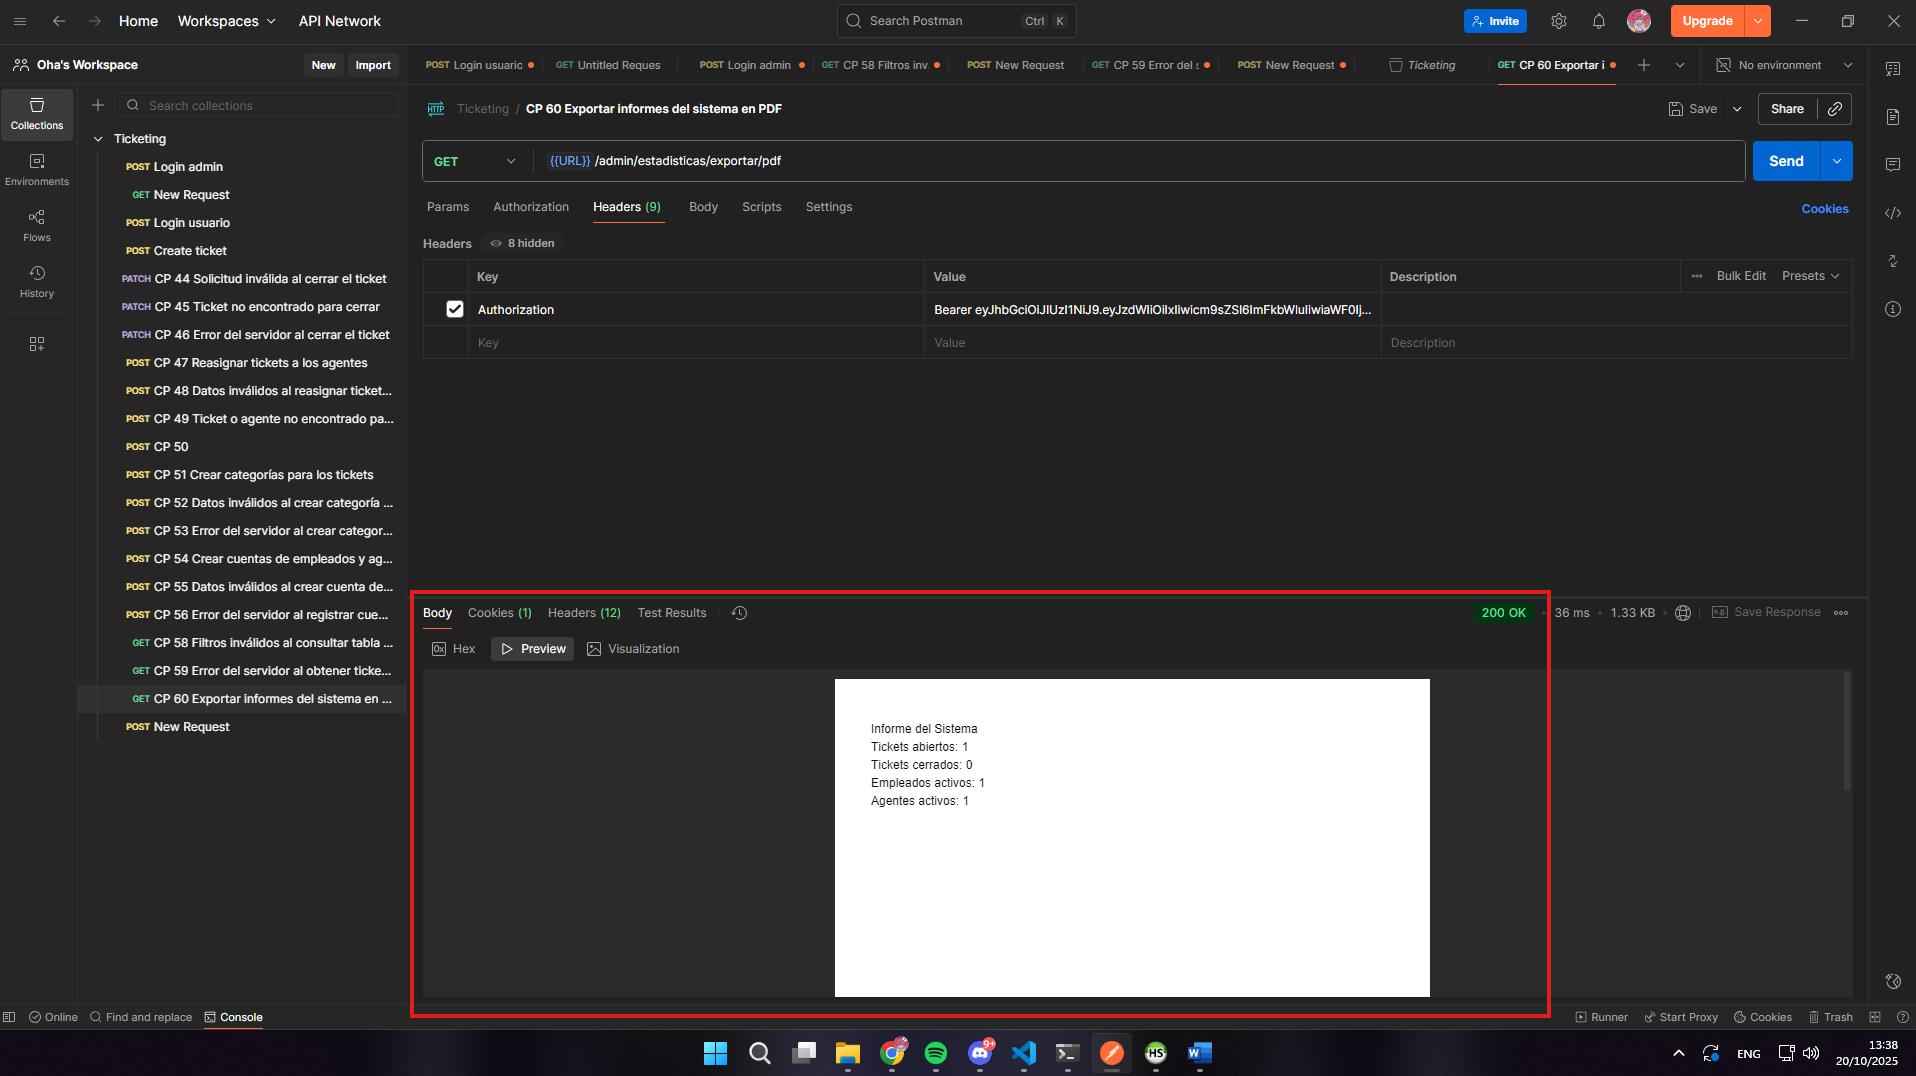 Home Workspaces API Network Search Postman Ctrl K Invite Upgrade
Oha's Workspace New Import
POST Login usuario GET Untitled Reques POST Login admin GET CP 58 Filtros inv. POST New Request GET CP 59 Error del s POST New Request Ticketing GET CP 60 Exportar i No environment
Collections
Environments
Flows
History
Search collections
Ticketing
POST Login admin
GET New Request
POST Login usuario
POST Create ticket
PATCH CP 44 Solicitud inválida al cerrar el ticket
PATCH CP 45 Ticket no encontrado para cerrar
PATCH CP 46 Error del servidor al cerrar el ticket
POST CP 47 Reasignar tickets a los agentes
POST CP 48 Datos inválidos al reasignar ticket...
POST CP 49 Ticket o agente no encontrado pa...
POST CP 50
POST CP 51 Crear categorías para los tickets
POST CP 52 Datos inválidos al crear categoría ...
POST CP 53 Error del servidor al crear categor...
POST CP 54 Crear cuentas de empleados y ag...
POST CP 55 Datos inválidos al crear cuenta de...
POST CP 56 Error del servidor al registrar cue...
GET CP 58 Filtros inválidos al consultar tabla ...
GET CP 59 Error del servidor al obtener ticke...
GET CP 60 Exportar informes del sistema en ...
POST New Request
HTTP Ticketing / CP 60 Exportar informes del sistema en PDF Save Share
GET {{URL}} /admin/estadisticas/exportar/pdf Send
Params Authorization Headers (9) Body Scripts Settings Cookies
Headers 8 hidden
Key Value Description Bulk Edit Presets
Authorization Bearer eyJhbGciOiJIUzI1NiJ9.eyJzdWIiOiIxIiwicm9sZSI6ImFkbWluIiwiaWF0Ij...
Key Value Description
Body Cookies (1) Headers (12) Test Results 200 OK 36 ms 1.33 KB Save Response
0x Hex Preview Visualization
Informe del Sistema
Tickets abiertos: 1
Tickets cerrados: 0
Empleados activos: 1
Agentes activos: 1
Online Find and replace Console Runner Start Proxy Cookies Trash
9+ HS ENG 13:38
20/10/2025